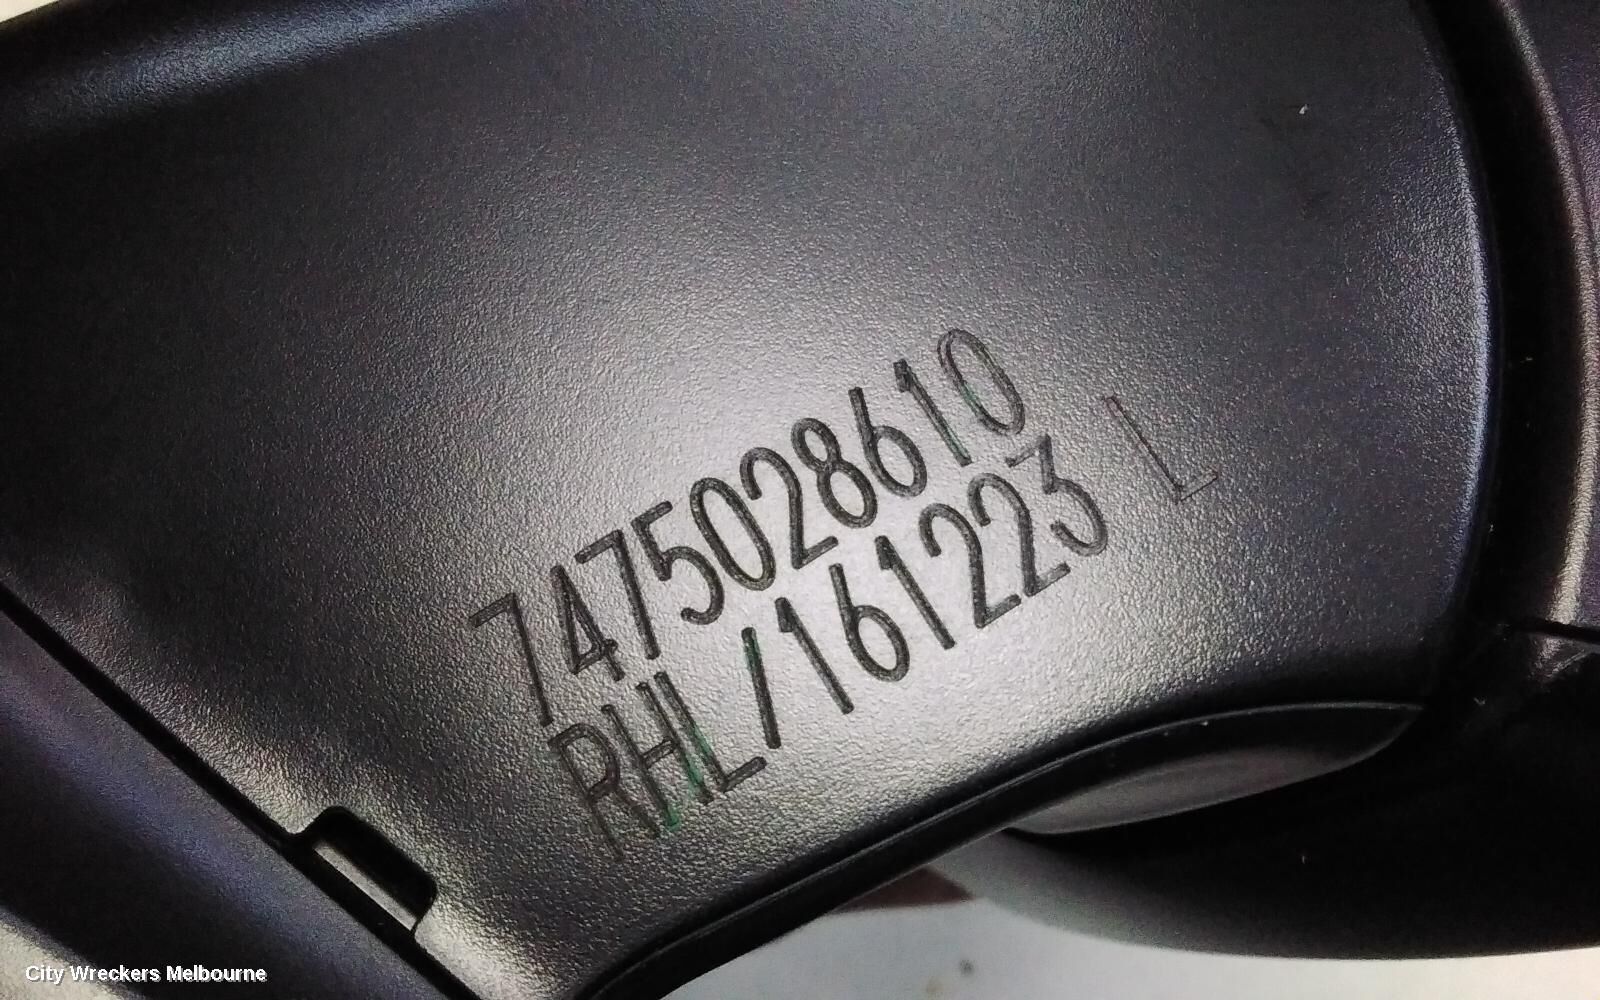 7475028610
RHL/161223 L
City Wreckers Melbourne